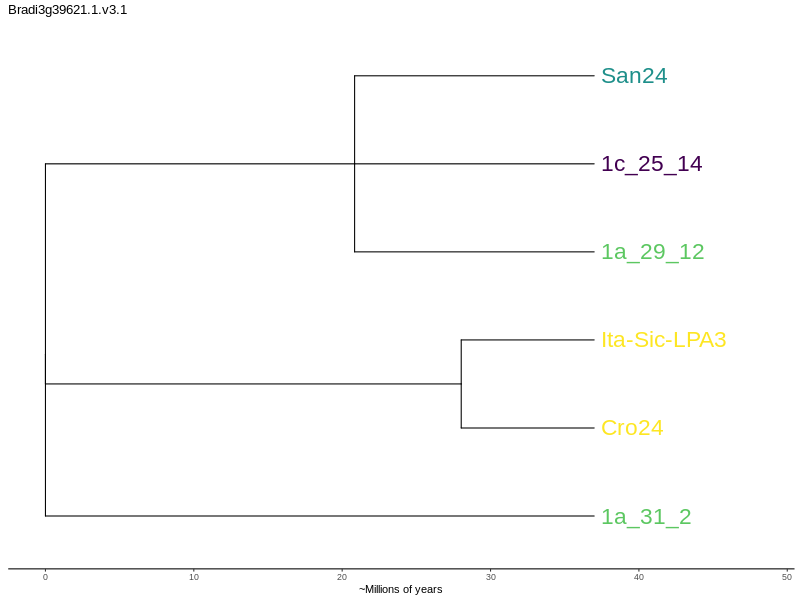 Bradi3g39621.1.v3.1
San24
1c_25_14
1a_29_12
Ita-Sic-LPA3
Cro24
1a_31_2
0 10 20 30 40 50
~Millions of years